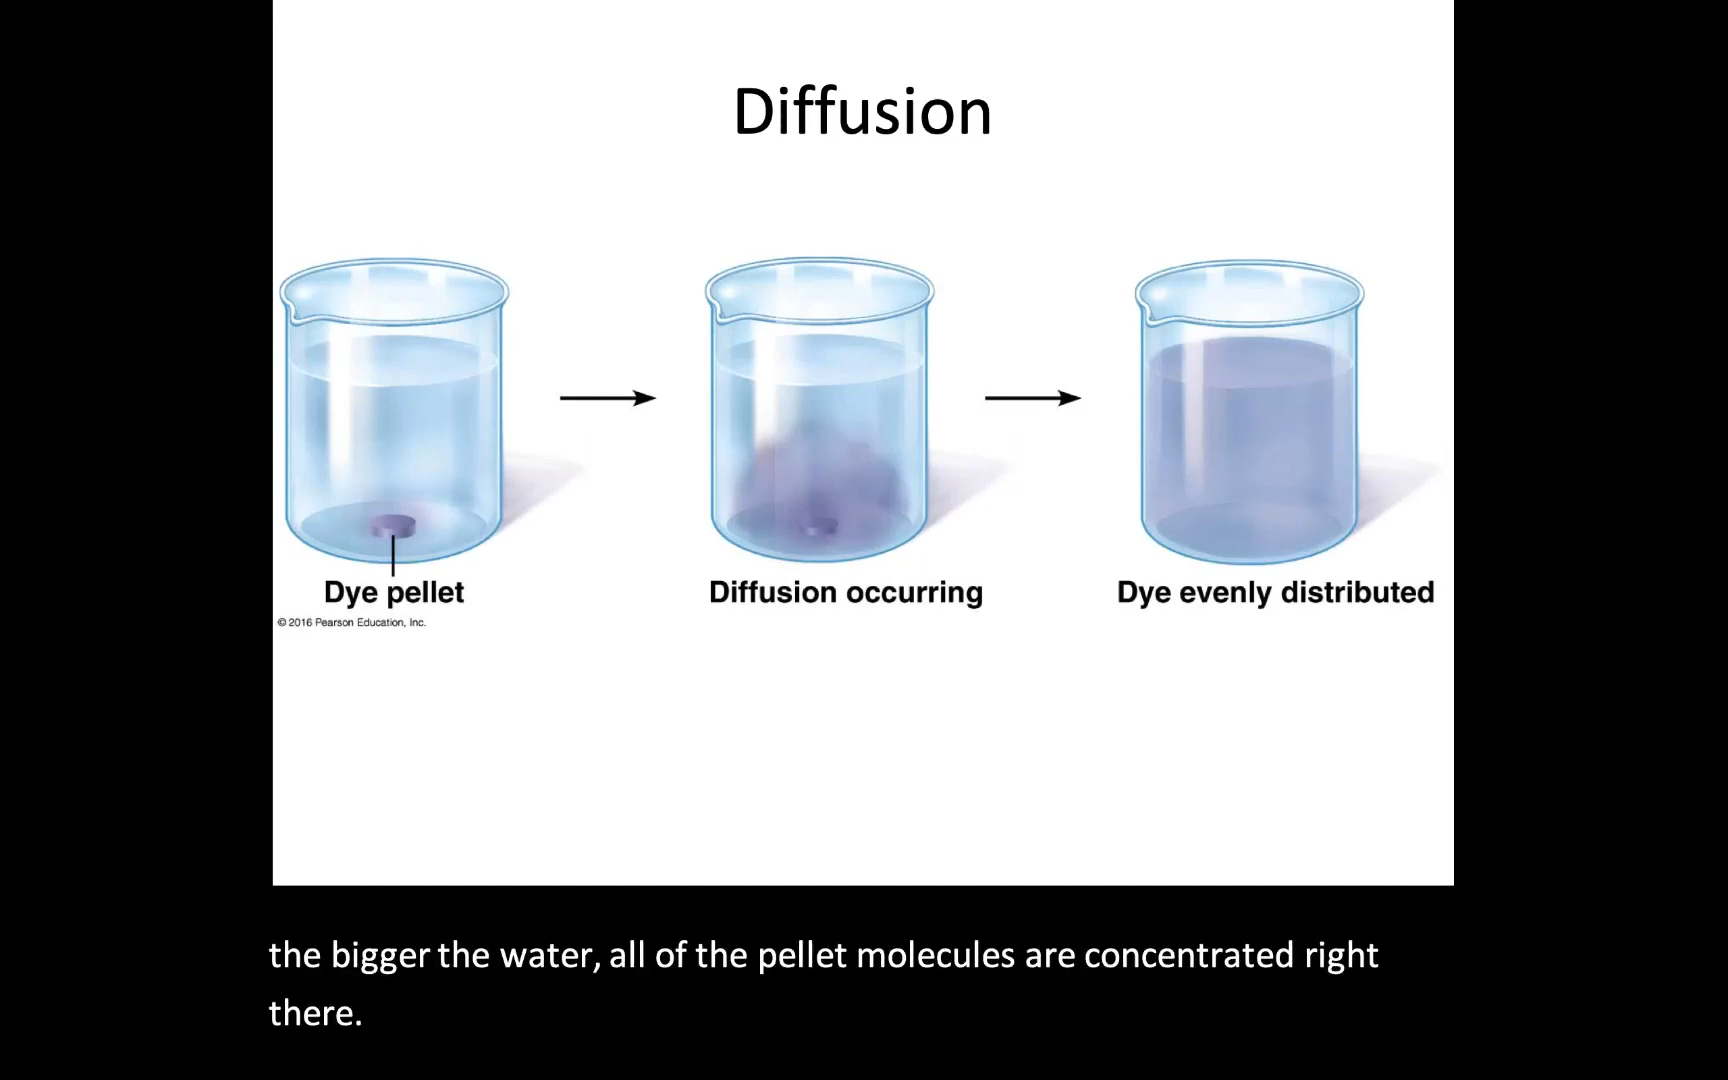 Diffusion
Dye pellet
Diffusion occurring
Dye evenly distributed
© 2016 Pearson Education, Inc.
the bigger the water, all of the pellet molecules are concentrated right
there.